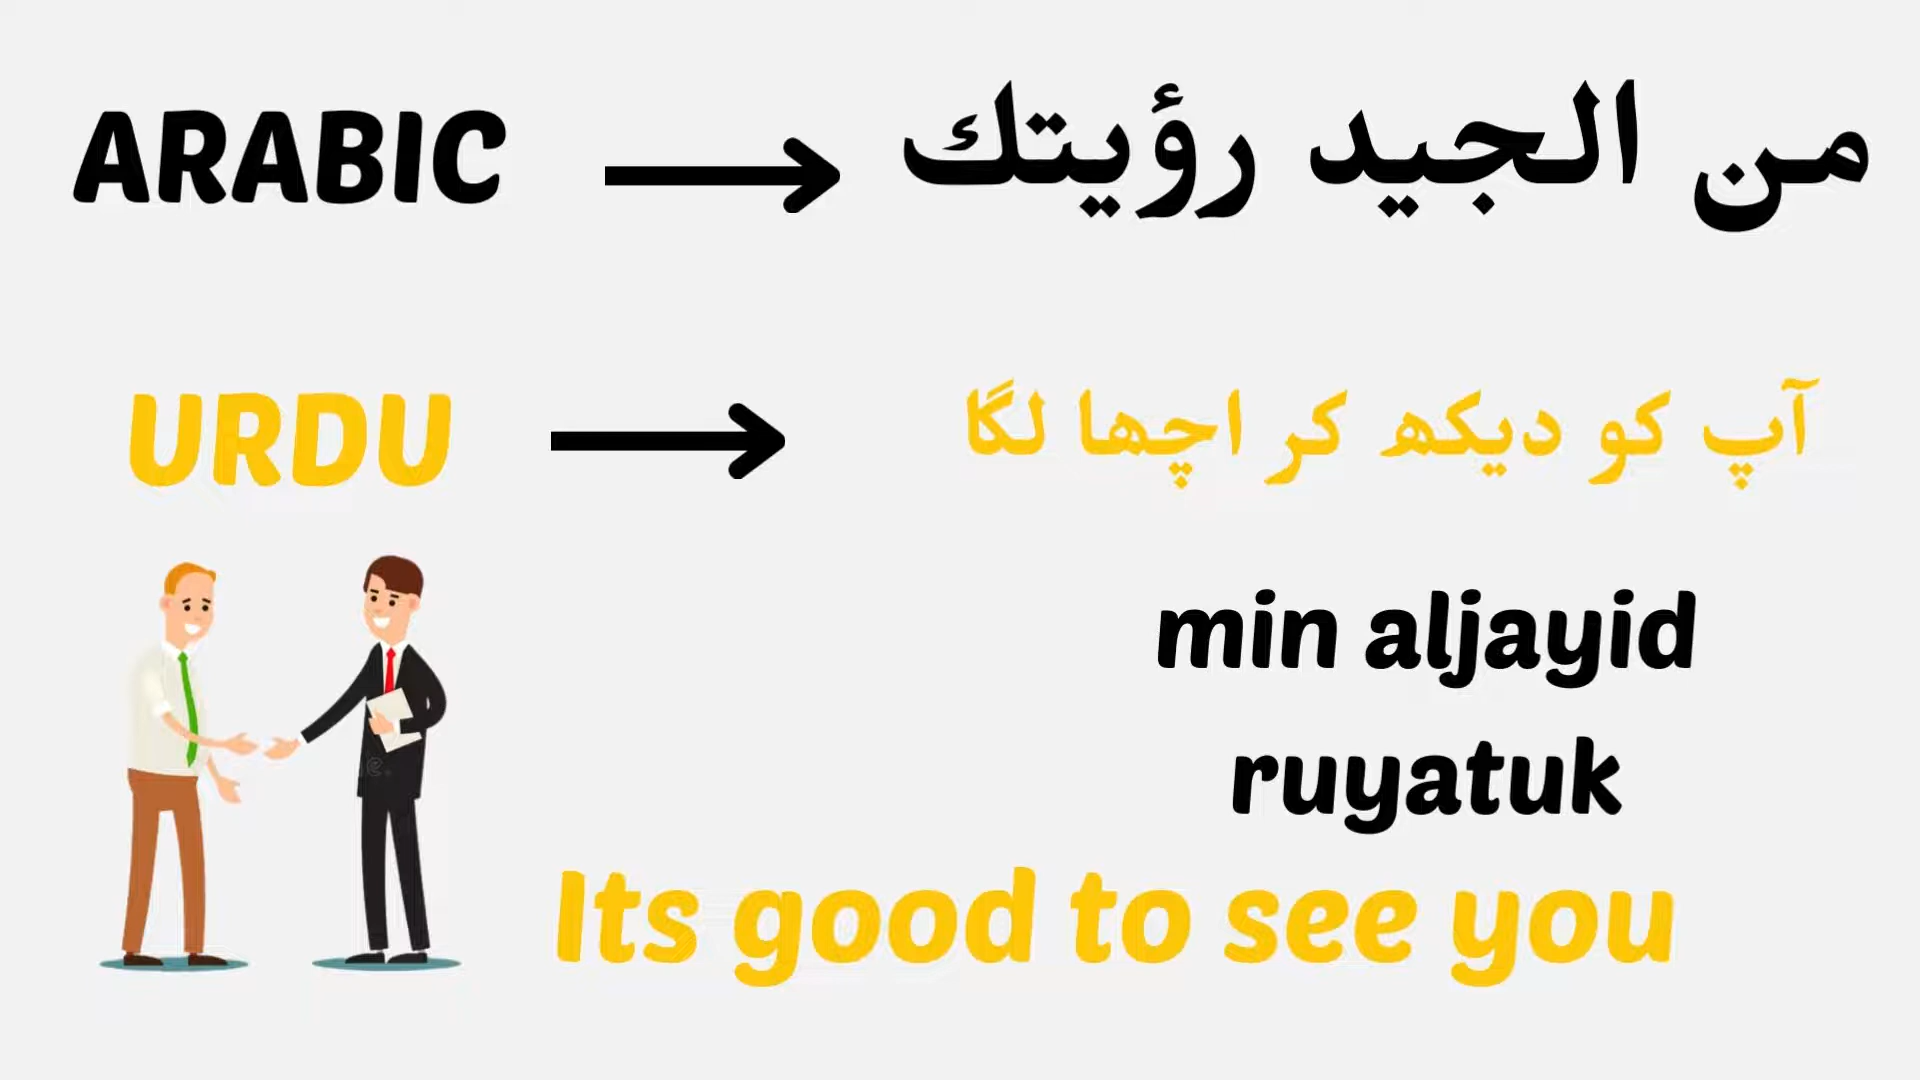 ARABIC من الجيد رؤيتك
URDU آپ کو دیکھ کر اچھا لگا
min aljayid
ruyatuk
Its good to see you